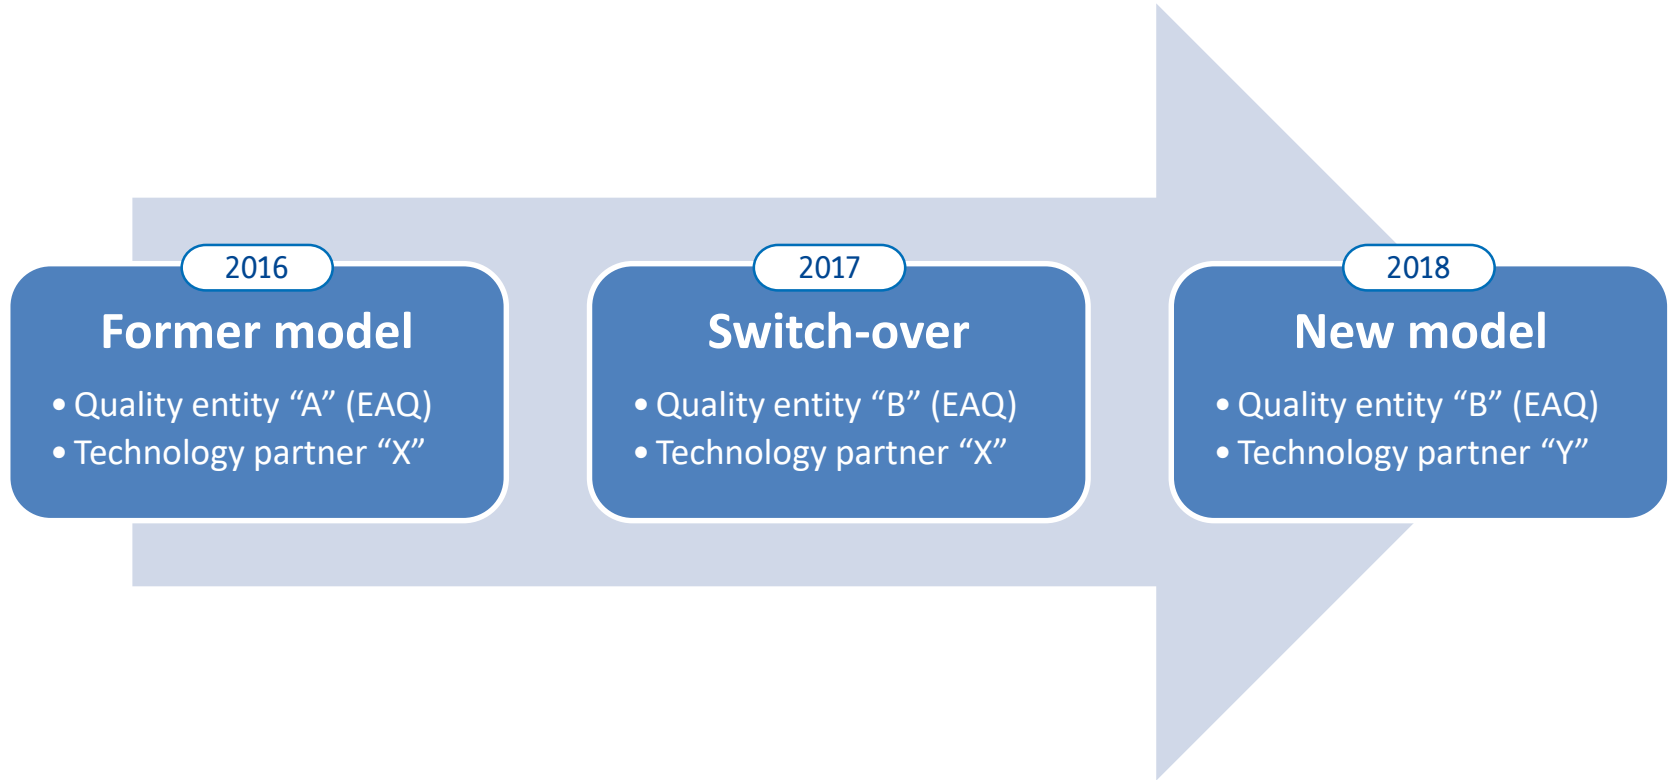 2016
Former model
• Quality entity “A” (EAQ)
• Technology partner “X”
2017
Switch-over
• Quality entity “B” (EAQ)
• Technology partner “X”
2018
New model
• Quality entity “B” (EAQ)
• Technology partner “Y”